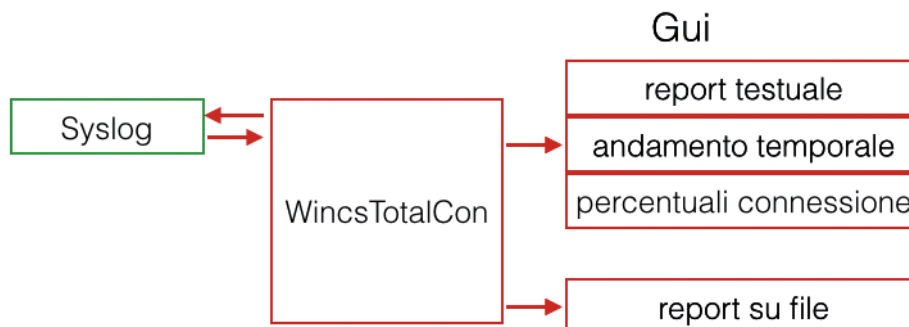 Gui
report testuale
Syslog
andamento temporale
WincsTotalCon
percentuali connessione
report su file